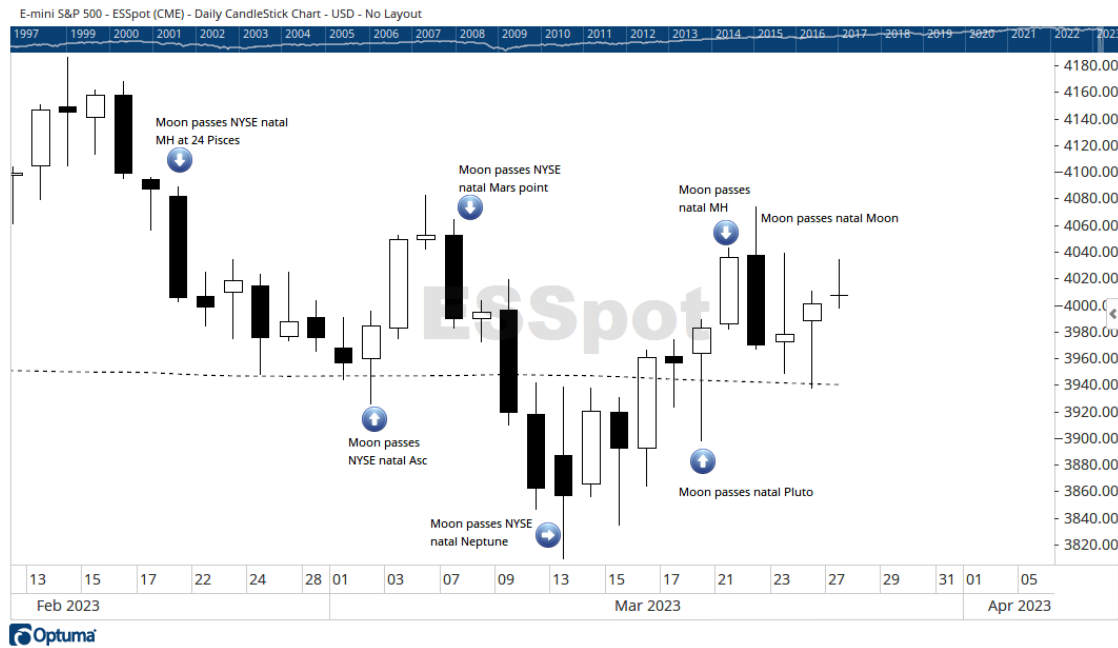 E-mini S&P 500 - ESSpot (CME) - Daily CandleStick Chart - USD - No Layout
1997 1999 2000 2001 2002 2003 2004 2005 2006 2007 2008 2009 2010 2011 2012 2013 2014 2015 2016 2017 2018 2019 2020 2021 2022 2023
4180.00
4160.00
Moon passes NYSE natal
MH at 24 Pisces
4140.00
4120.00
Moon passes NYSE
natal Mars point
4100.00
4080.00
Moon passes
natal MH
Moon passes natal Moon
4060.00
4040.00
4020.00
ESSpot
4000.00
3980.00
3960.00
3940.00
3920.00
Moon passes
NYSE natal Asc
3900.00
3880.00
Moon passes natal Pluto
3860.00
Moon passes NYSE
natal Neptune
3840.00
3820.00
13 15 17 22 24 28 01 03 07 09 13 15 17 21 23 27 29 31 01 05
Feb 2023 Mar 2023 Apr 2023
Optuma